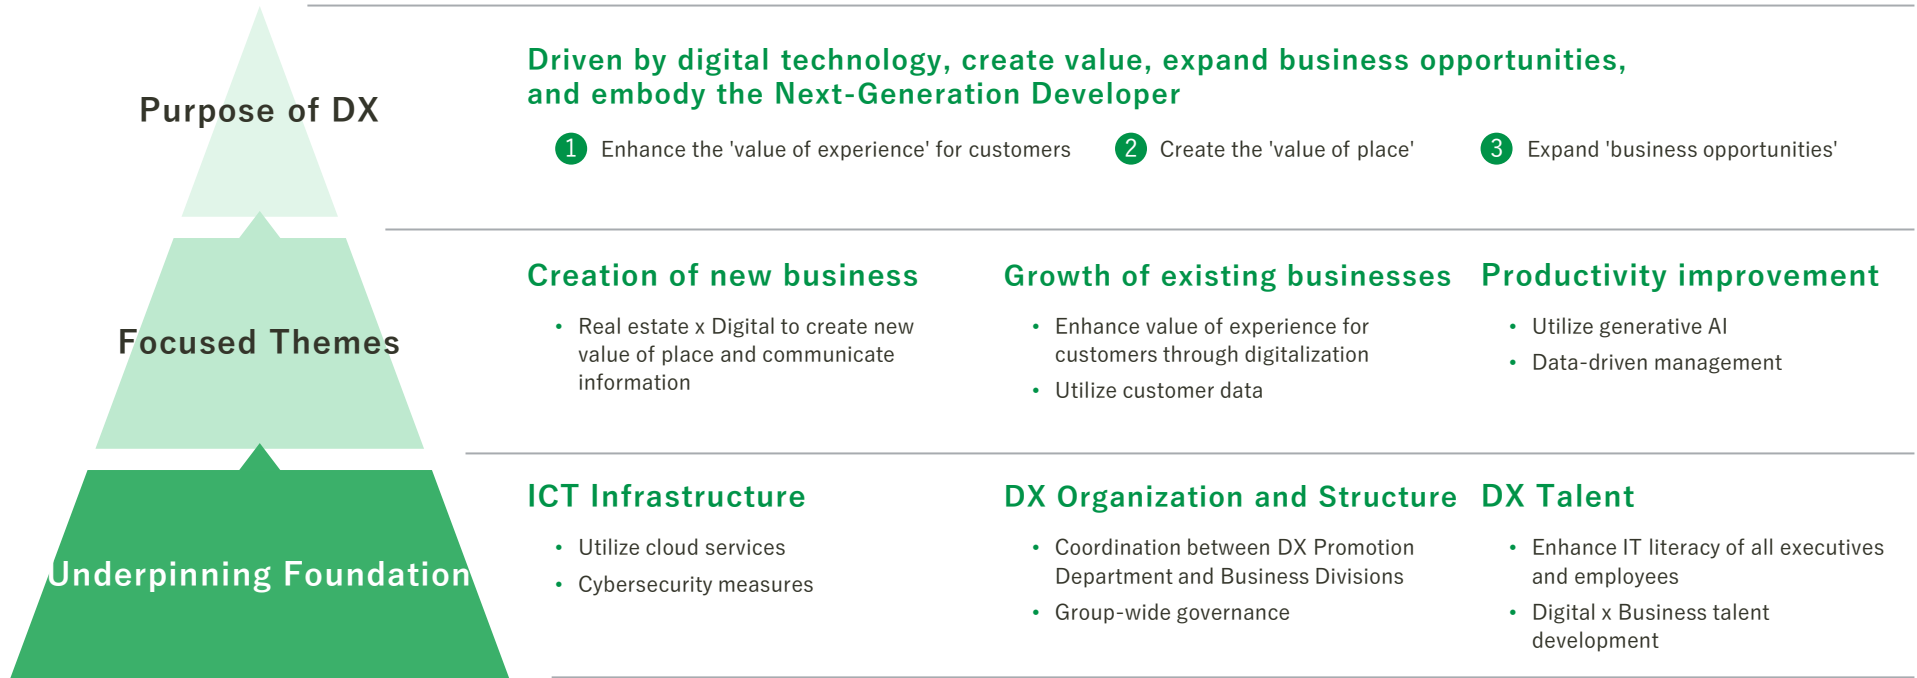 Purpose of DX
Driven by digital technology, create value, expand business opportunities,
and embody the Next-Generation Developer
1 Enhance the 'value of experience' for customers
2 Create the 'value of place'
3 Expand 'business opportunities'
Focused Themes
Creation of new business
• Real estate x Digital to create new
value of place and communicate
information
Growth of existing businesses
• Enhance value of experience for
customers through digitalization
• Utilize customer data
Productivity improvement
• Utilize generative AI
• Data-driven management
Underpinning Foundation
ICT Infrastructure
• Utilize cloud services
• Cybersecurity measures
DX Organization and Structure
• Coordination between DX Promotion
Department and Business Divisions
• Group-wide governance
DX Talent
• Enhance IT literacy of all executives
and employees
• Digital x Business talent
development